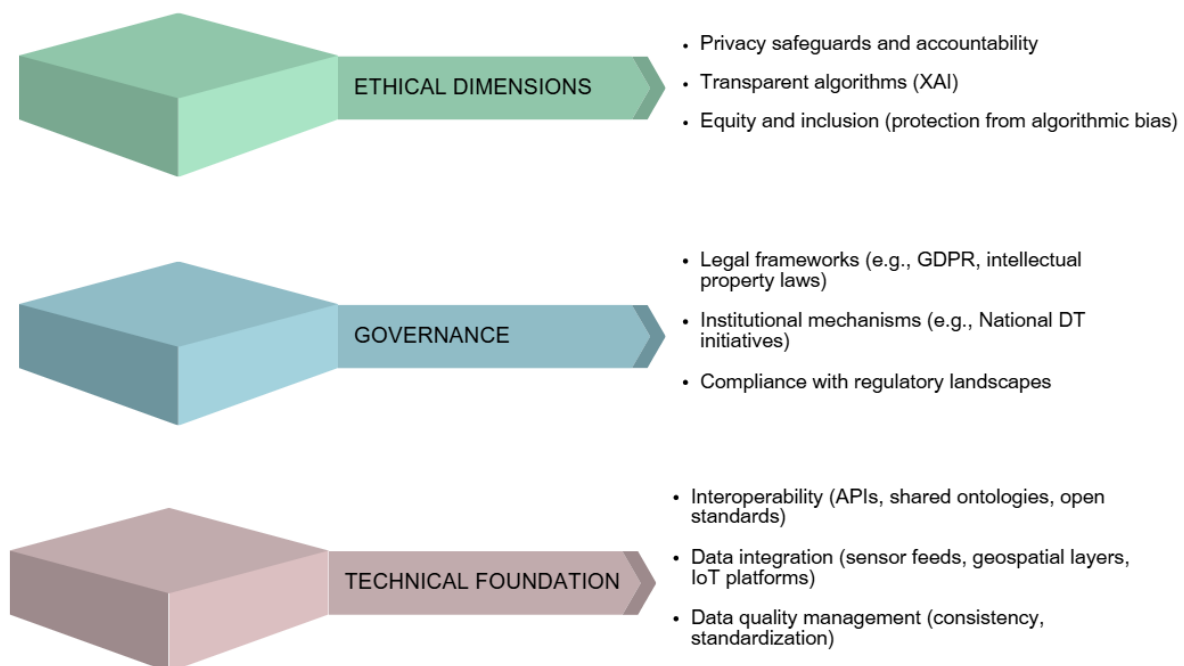 ETHICAL DIMENSIONS
• Privacy safeguards and accountability
• Transparent algorithms (XAI)
• Equity and inclusion (protection from algorithmic bias)
GOVERNANCE
• Legal frameworks (e.g., GDPR, intellectual
property laws)
• Institutional mechanisms (e.g., National DT
initiatives)
• Compliance with regulatory landscapes
TECHNICAL FOUNDATION
• Interoperability (APIs, shared ontologies, open
standards)
• Data integration (sensor feeds, geospatial layers,
IoT platforms)
• Data quality management (consistency,
standardization)